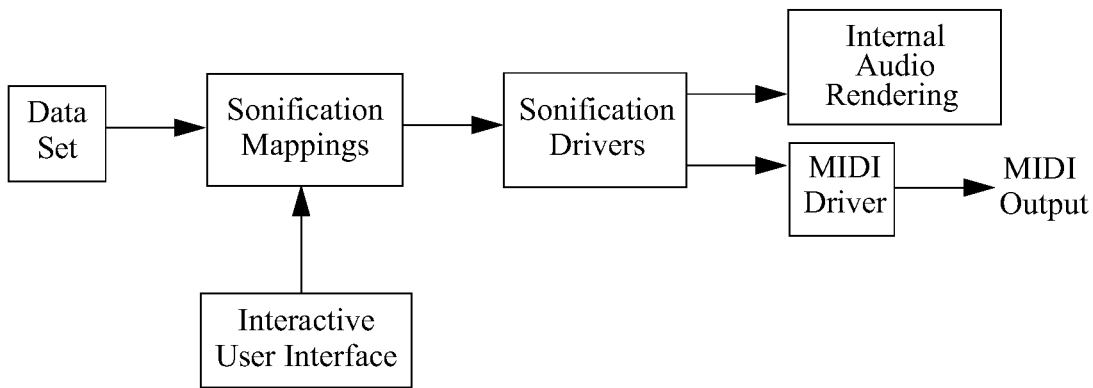 Data
Set
Sonification
Mappings
Interactive
User Interface
Sonification
Drivers
Internal
Audio
Rendering
MIDI
Driver
MIDI
Output